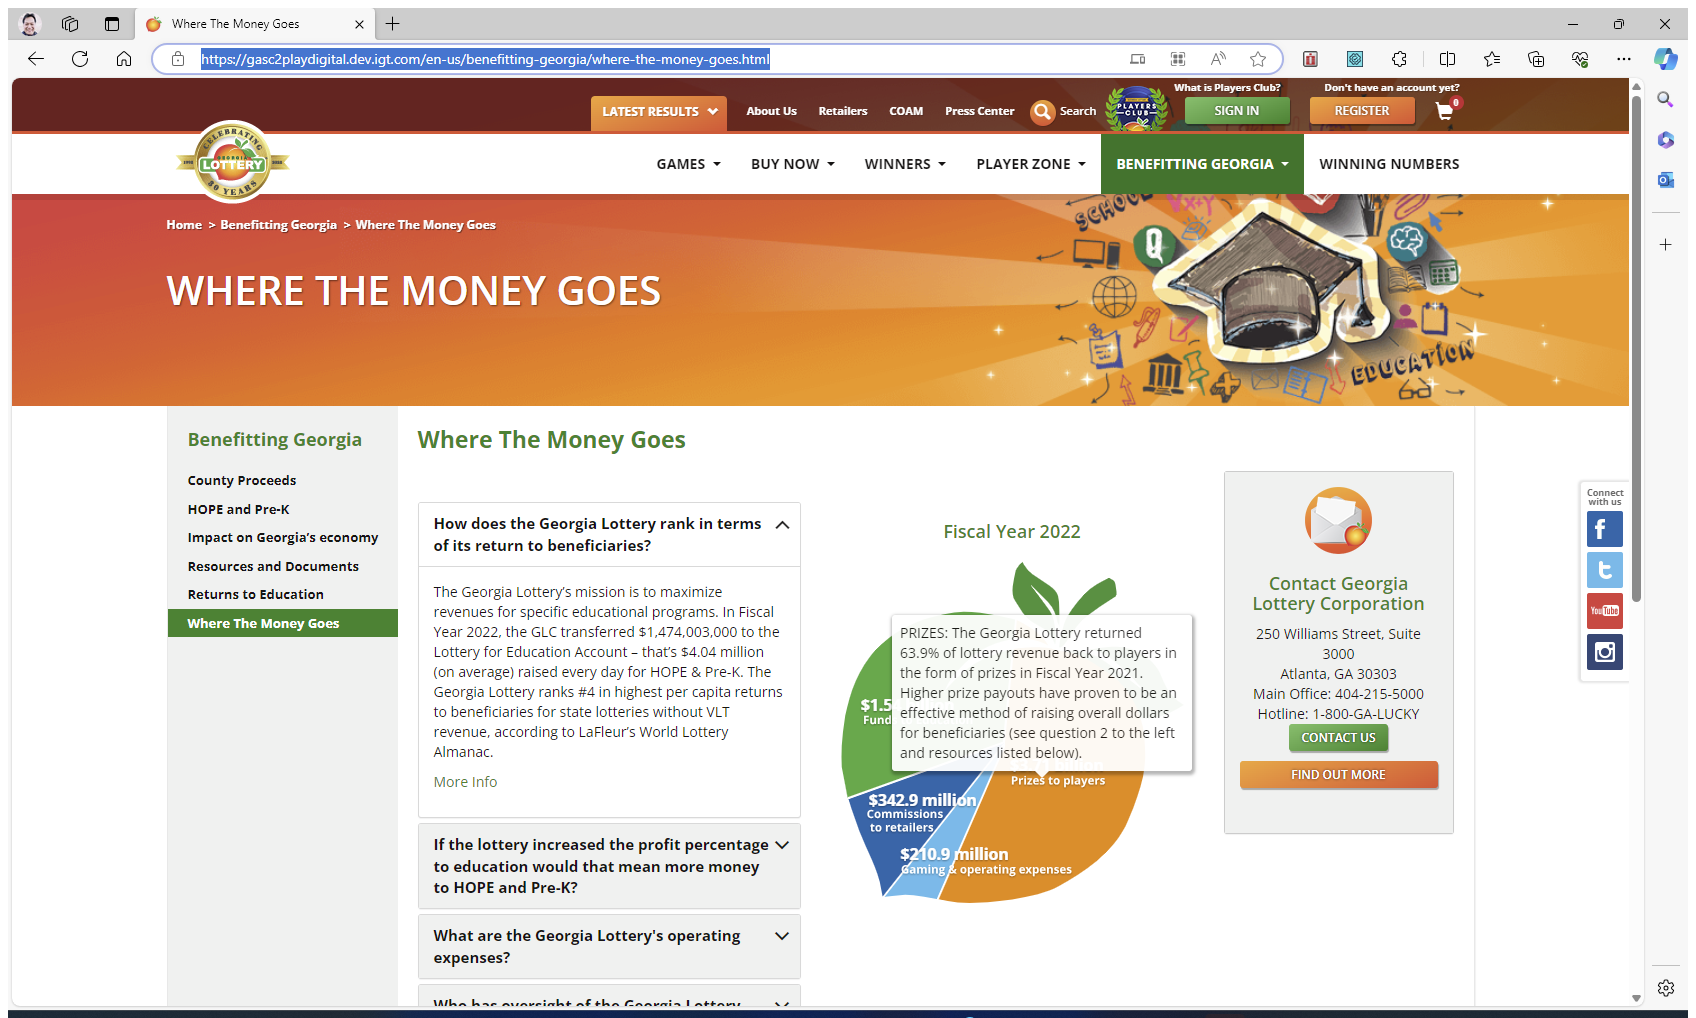 Where The Money Goes
https://gasc2playdigital.dev.igt.com/en-us/benefitting-georgia/where-the-money-goes.html
What is Players Club?
Don't have an account yet?
LATEST RESULTS
About Us
Retailers
COAM
Press Center
Search
PLAYERS
CLUB
SIGN IN
REGISTER
0
CELEBRATING
GEORGIA
LOTTERY
30 YEARS
GAMES
BUY NOW
WINNERS
PLAYER ZONE
BENEFITTING GEORGIA
WINNING NUMBERS
Home > Benefitting Georgia > Where The Money Goes
WHERE THE MONEY GOES
SCHOOL
Q
EDUCATION
Benefitting Georgia
County Proceeds
HOPE and Pre-K
Impact on Georgia's economy
Resources and Documents
Returns to Education
Where The Money Goes
Where The Money Goes
How does the Georgia Lottery rank in terms
of its return to beneficiaries?
The Georgia Lottery's mission is to maximize
revenues for specific educational programs. In Fiscal
Year 2022, the GLC transferred $1,474,003,000 to the
Lottery for Education Account – that's $4.04 million
(on average) raised every day for HOPE & Pre-K. The
Georgia Lottery ranks #4 in highest per capita returns
to beneficiaries for state lotteries without VLT
revenue, according to LaFleur's World Lottery
Almanac.
More Info
If the lottery increased the profit percentage
to education would that mean more money
to HOPE and Pre-K?
What are the Georgia Lottery's operating
expenses?
Who has oversight of the Georgia Lottery
Fiscal Year 2022
PRIZES: The Georgia Lottery returned
63.9% of lottery revenue back to players in
the form of prizes in Fiscal Year 2021.
Higher prize payouts have proven to be an
effective method of raising overall dollars
for beneficiaries (see question 2 to the left
and resources listed below).
$1.5
Fund
Prizes to players
$342.9 million
Commissions
to retailers
$210.9 million
Gaming & operating expenses
Contact Georgia
Lottery Corporation
250 Williams Street, Suite
3000
Atlanta, GA 30303
Main Office: 404-215-5000
Hotline: 1-800-GA-LUCKY
CONTACT US
FIND OUT MORE
Connect
with us
You Tube